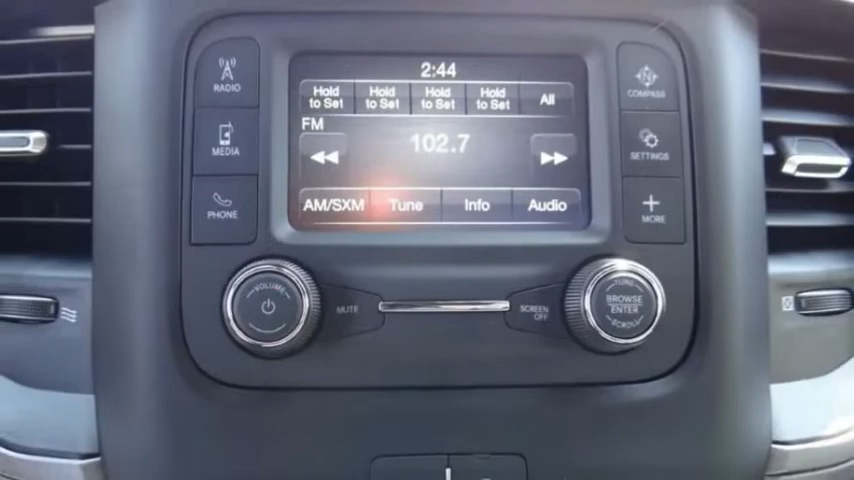 2:44
Hold to Set
Hold to Set
Hold to Set
Hold to Set
All
FM
102.7
AM/SXM Tune Info Audio
RADIO
MEDIA
PHONE
N
COMPASS
SETTINGS
MORE
VOLUME
MUTE
SCREEN OFF
TUNE
BROWSE
ENTER
SCROLL